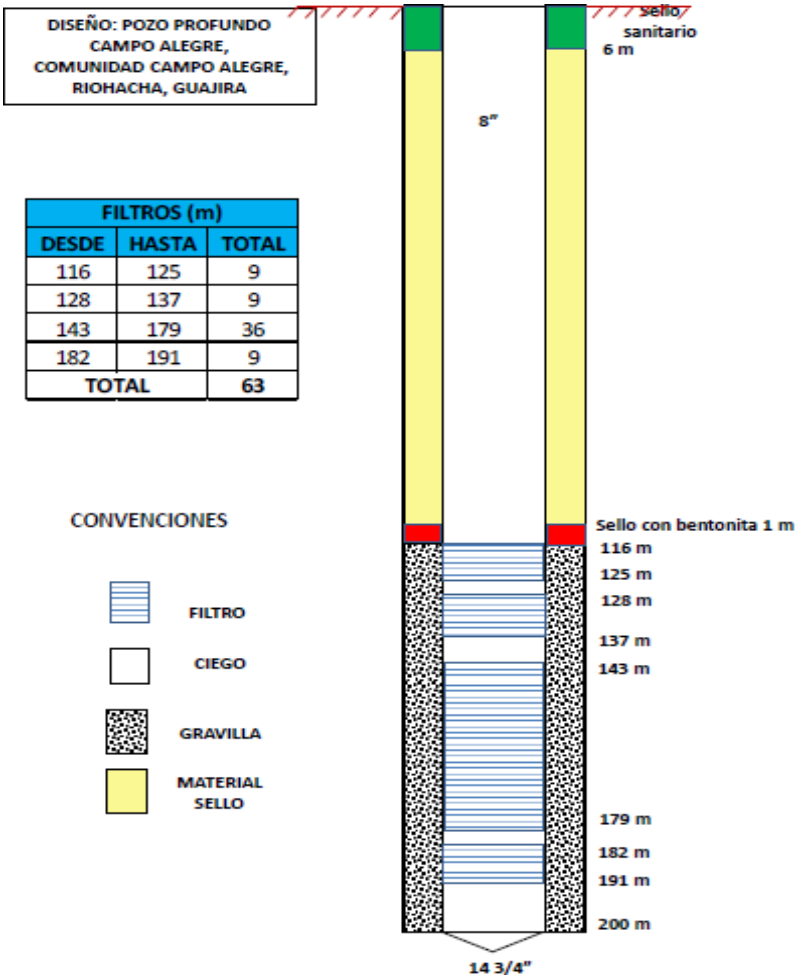 DISEÑO: POZO PROFUNDO
CAMPO ALEGRE,
COMUNIDAD CAMPO ALEGRE,
RIOHACHA, GUAJIRA
Sello
sanitario
6 m
8"
FILTROS (m)
DESDE HASTA TOTAL
116 125 9
128 137 9
143 179 36
182 191 9
TOTAL 63
CONVENCIONES
FILTRO
CIEGO
GRAVILLA
MATERIAL
SELLO
Sello con bentonita 1 m
116 m
125 m
128 m
137 m
143 m
179 m
182 m
191 m
200 m
14 3/4"